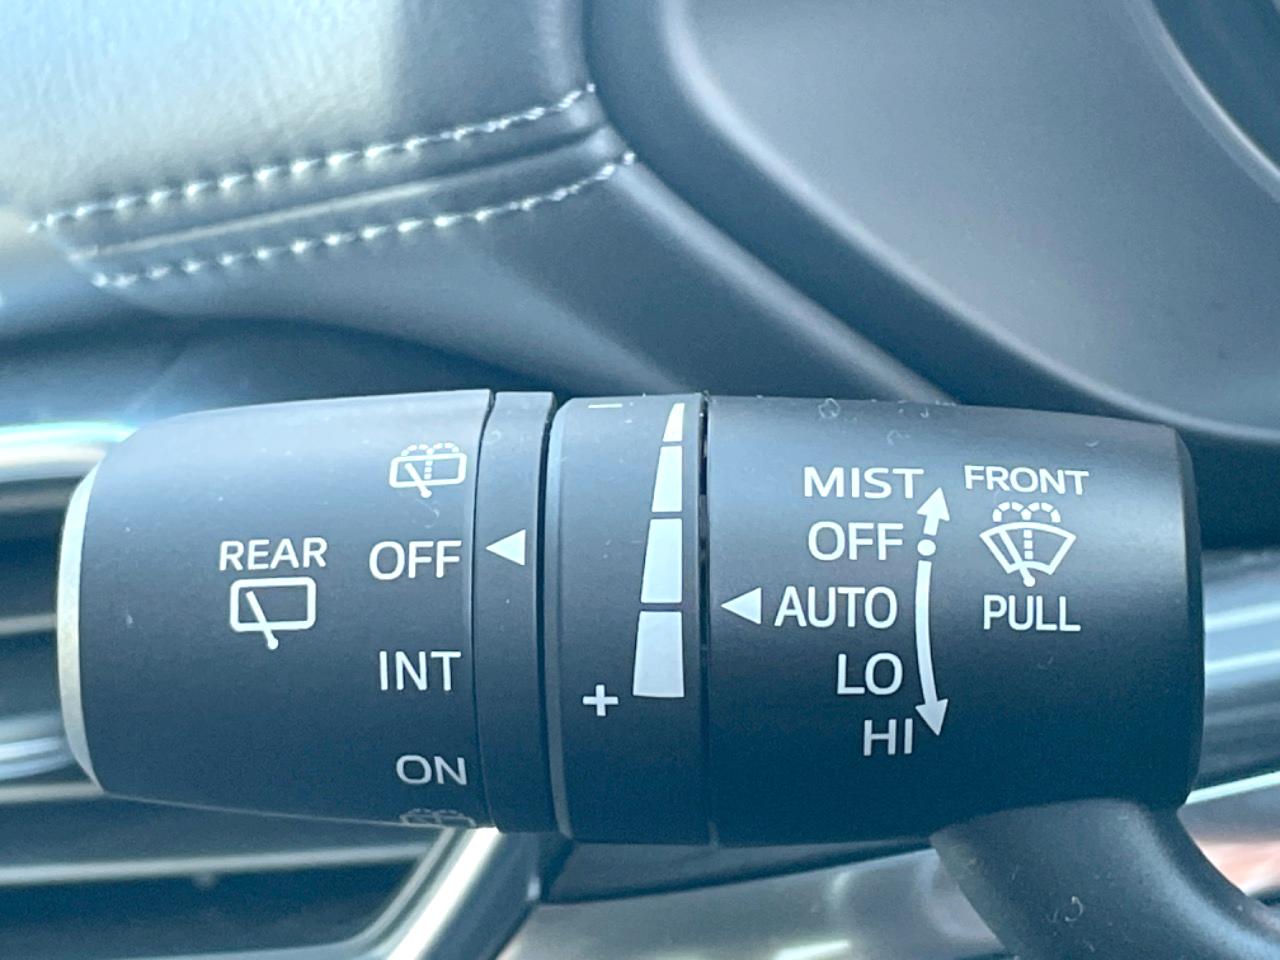 REAR
OFF
INT
ON
−
+
MIST
OFF
AUTO
LO
HI
FRONT
PULL